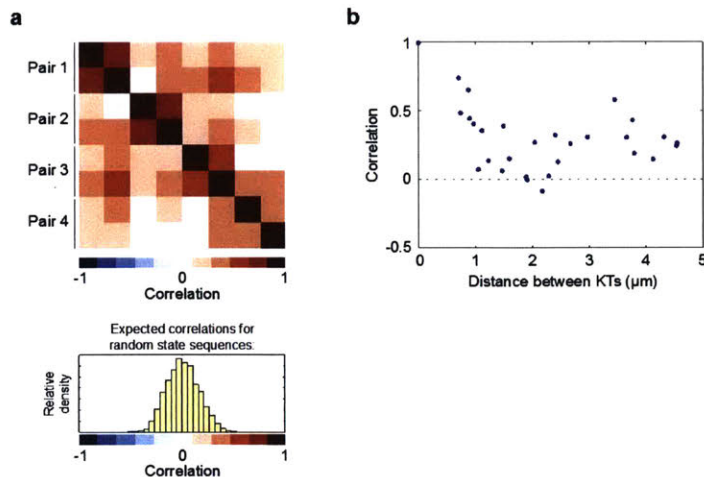 a
Pair 1
Pair 2
Pair 3
Pair 4
-1 0 1
Correlation
Expected correlations for
random state sequences:
Relative
density
-1 0 1
Correlation
b
Correlation
1
0.5
0
-0.5
0 1 2 3 4 5
Distance between KTs (μm)